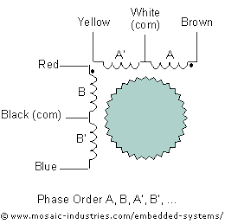 Yellow
White
(com)
Brown
A'
A
Red
B
Black (com)
B'
Blue
Phase Order A, B, A', B', ...
© www.mosaic-industries.com/embedded-systems/